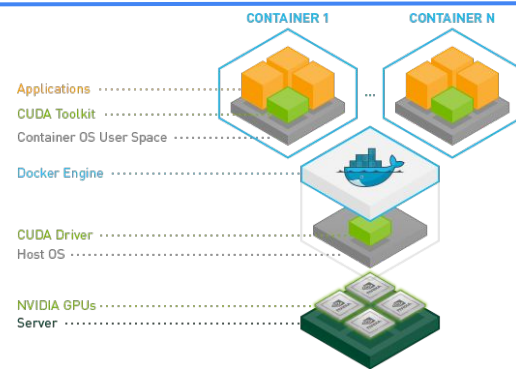 CONTAINER 1
CONTAINER N
Applications
CUDA Toolkit
...
Container OS User Space
Docker Engine
CUDA Driver
Host OS
NVIDIA GPUs
Server